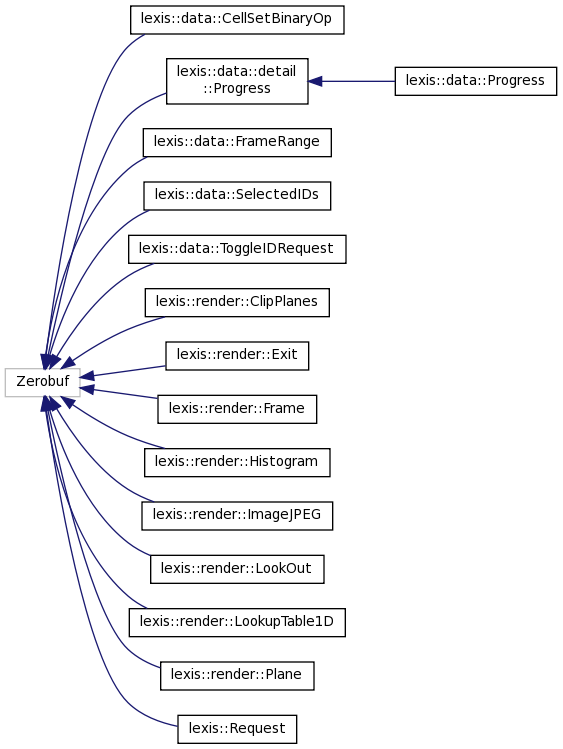 lexis::data::CellSetBinaryOp
lexis::data::detail
::Progress
lexis::data::Progress
lexis::data::FrameRange
lexis::data::SelectedIDs
lexis::data::ToggleIDRequest
lexis::render::ClipPlanes
lexis::render::Exit
Zerobuf
lexis::render::Frame
lexis::render::Histogram
lexis::render::ImageJPEG
lexis::render::LookOut
lexis::render::LookupTable1D
lexis::render::Plane
lexis::Request